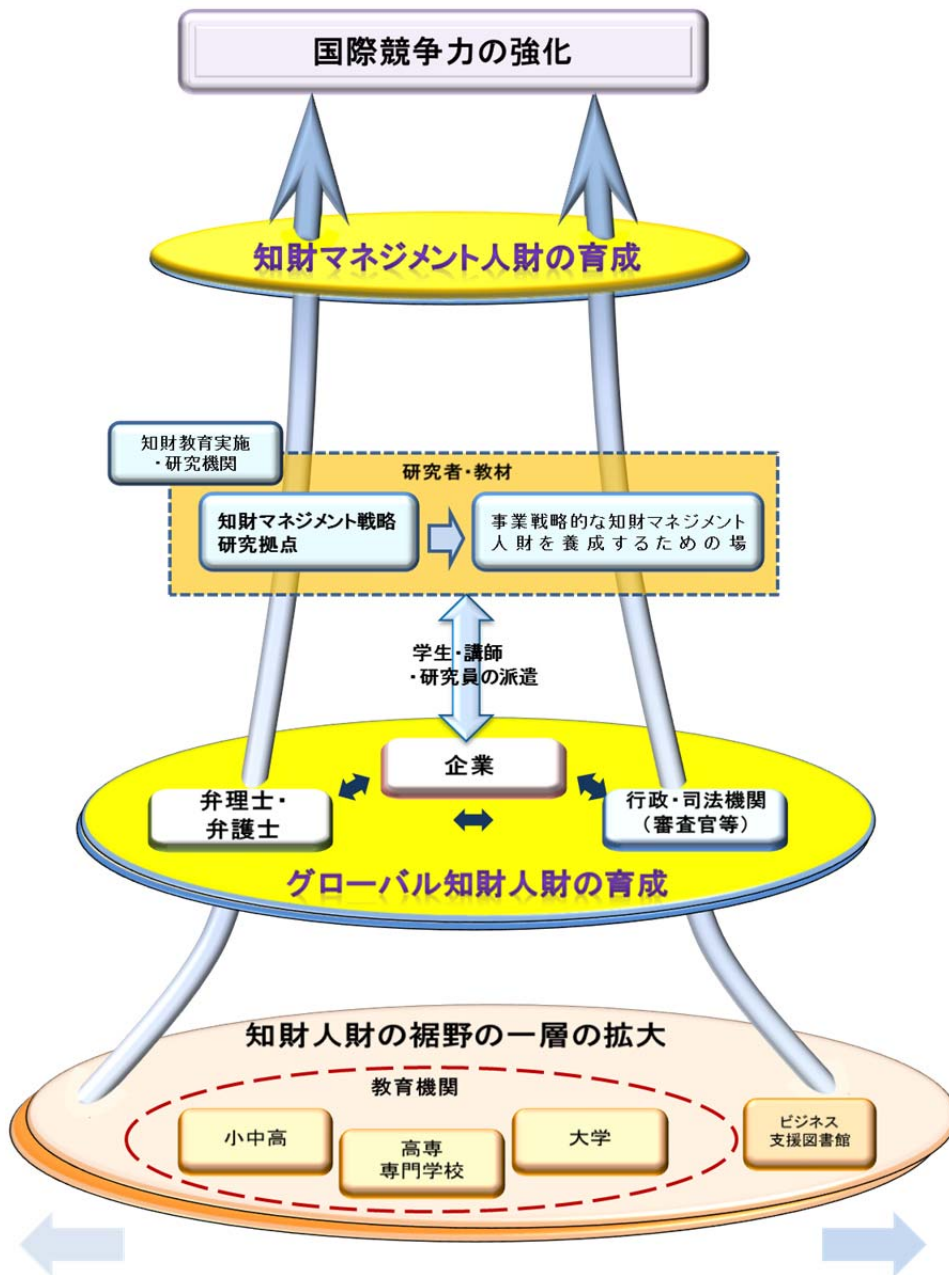 国際競争力の強化
知財マネジメント人財の育成
知財教育実施
・研究機関
研究者・教材
知財マネジメント戦略
研究拠点
事業戦略的な知財マネジメント
人財を養成するための場
学生・講師
・研究員の派遣
企業
弁理士・
弁護士
行政・司法機関
（審査官等）
グローバル知財人財の育成
知財人財の裾野の一層の拡大
教育機関
小中高
高専
専門学校
大学
ビジネス
支援図書館